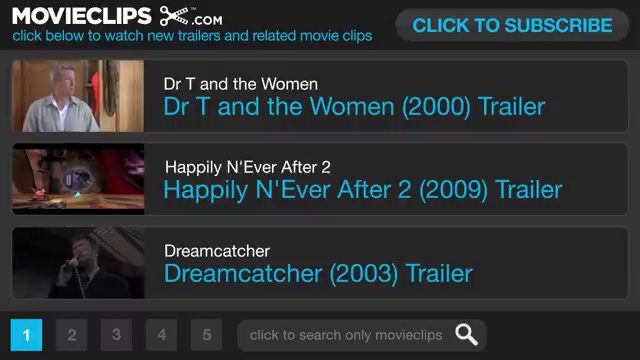 MOVIECLIPS .COM
click below to watch new trailers and related movie clips
CLICK TO SUBSCRIBE
Dr T and the Women
Dr T and the Women (2000) Trailer
Happily N'Ever After 2
Happily N'Ever After 2 (2009) Trailer
Dreamcatcher
Dreamcatcher (2003) Trailer
1 2 3 4 5 click to search only movieclips